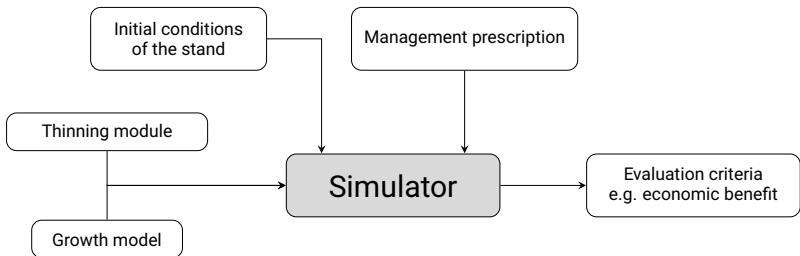 Initial conditions
of the stand
Management prescription
Thinning module
Simulator
Evaluation criteria
e.g. economic benefit
Growth model